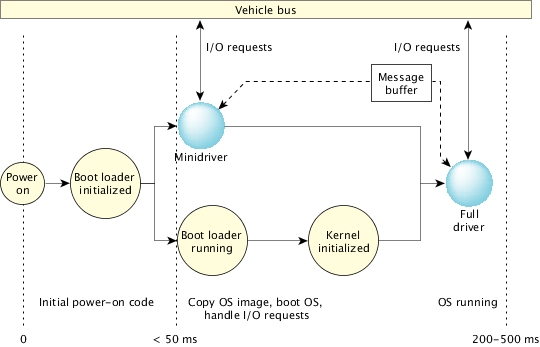 Vehicle bus
I/O requests
I/O requests
Message
buffer
Minidriver
Power
on
Boot loader
initialized
Full
driver
Boot loader
running
Kernel
initialized
Initial power-on code
Copy OS image, boot OS,
handle I/O requests
OS running
0
< 50 ms
200-500 ms